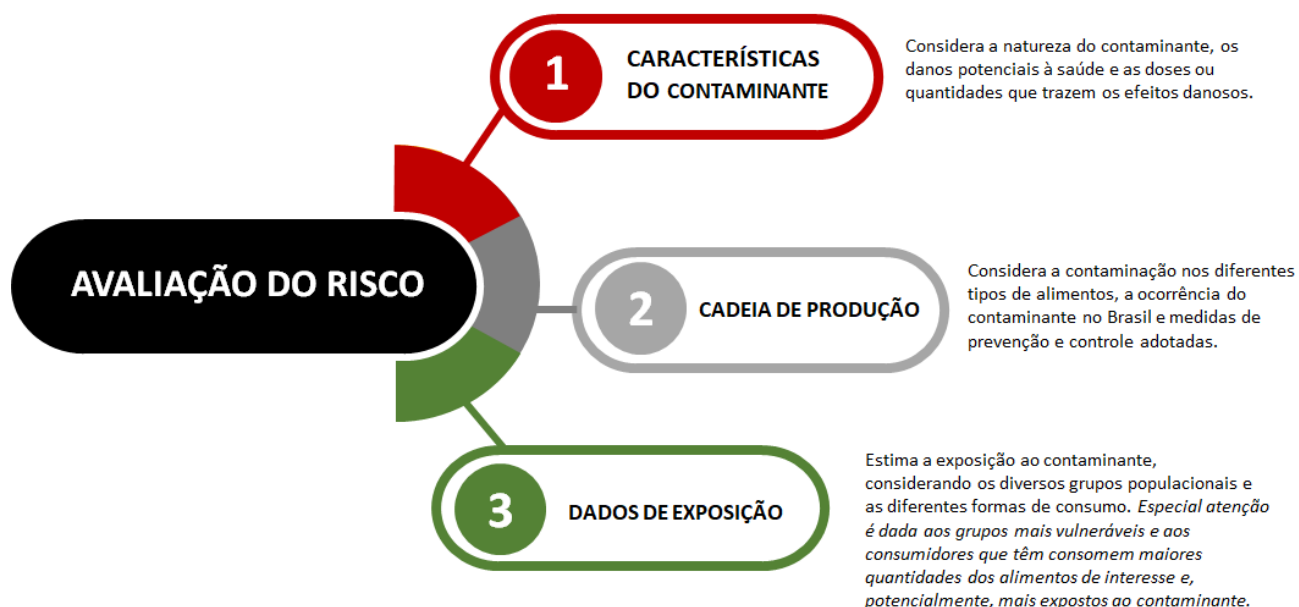 AVALIAÇÃO DO RISCO
1
CARACTERÍSTICAS
DO CONTAMINANTE
Considera a natureza do contaminante, os
danos potenciais à saúde e as doses ou
quantidades que trazem os efeitos danosos.
2
CADEIA DE PRODUÇÃO
Considera a contaminação nos diferentes
tipos de alimentos, a ocorrência do
contaminante no Brasil e medidas de
prevenção e controle adotadas.
3
DADOS DE EXPOSIÇÃO
Estima a exposição ao contaminante,
considerando os diversos grupos populacionais e
as diferentes formas de consumo. Especial atenção
é dada aos grupos mais vulneráveis e aos
consumidores que têm consomem maiores
quantidades dos alimentos de interesse e,
potencialmente, mais expostos ao contaminante.